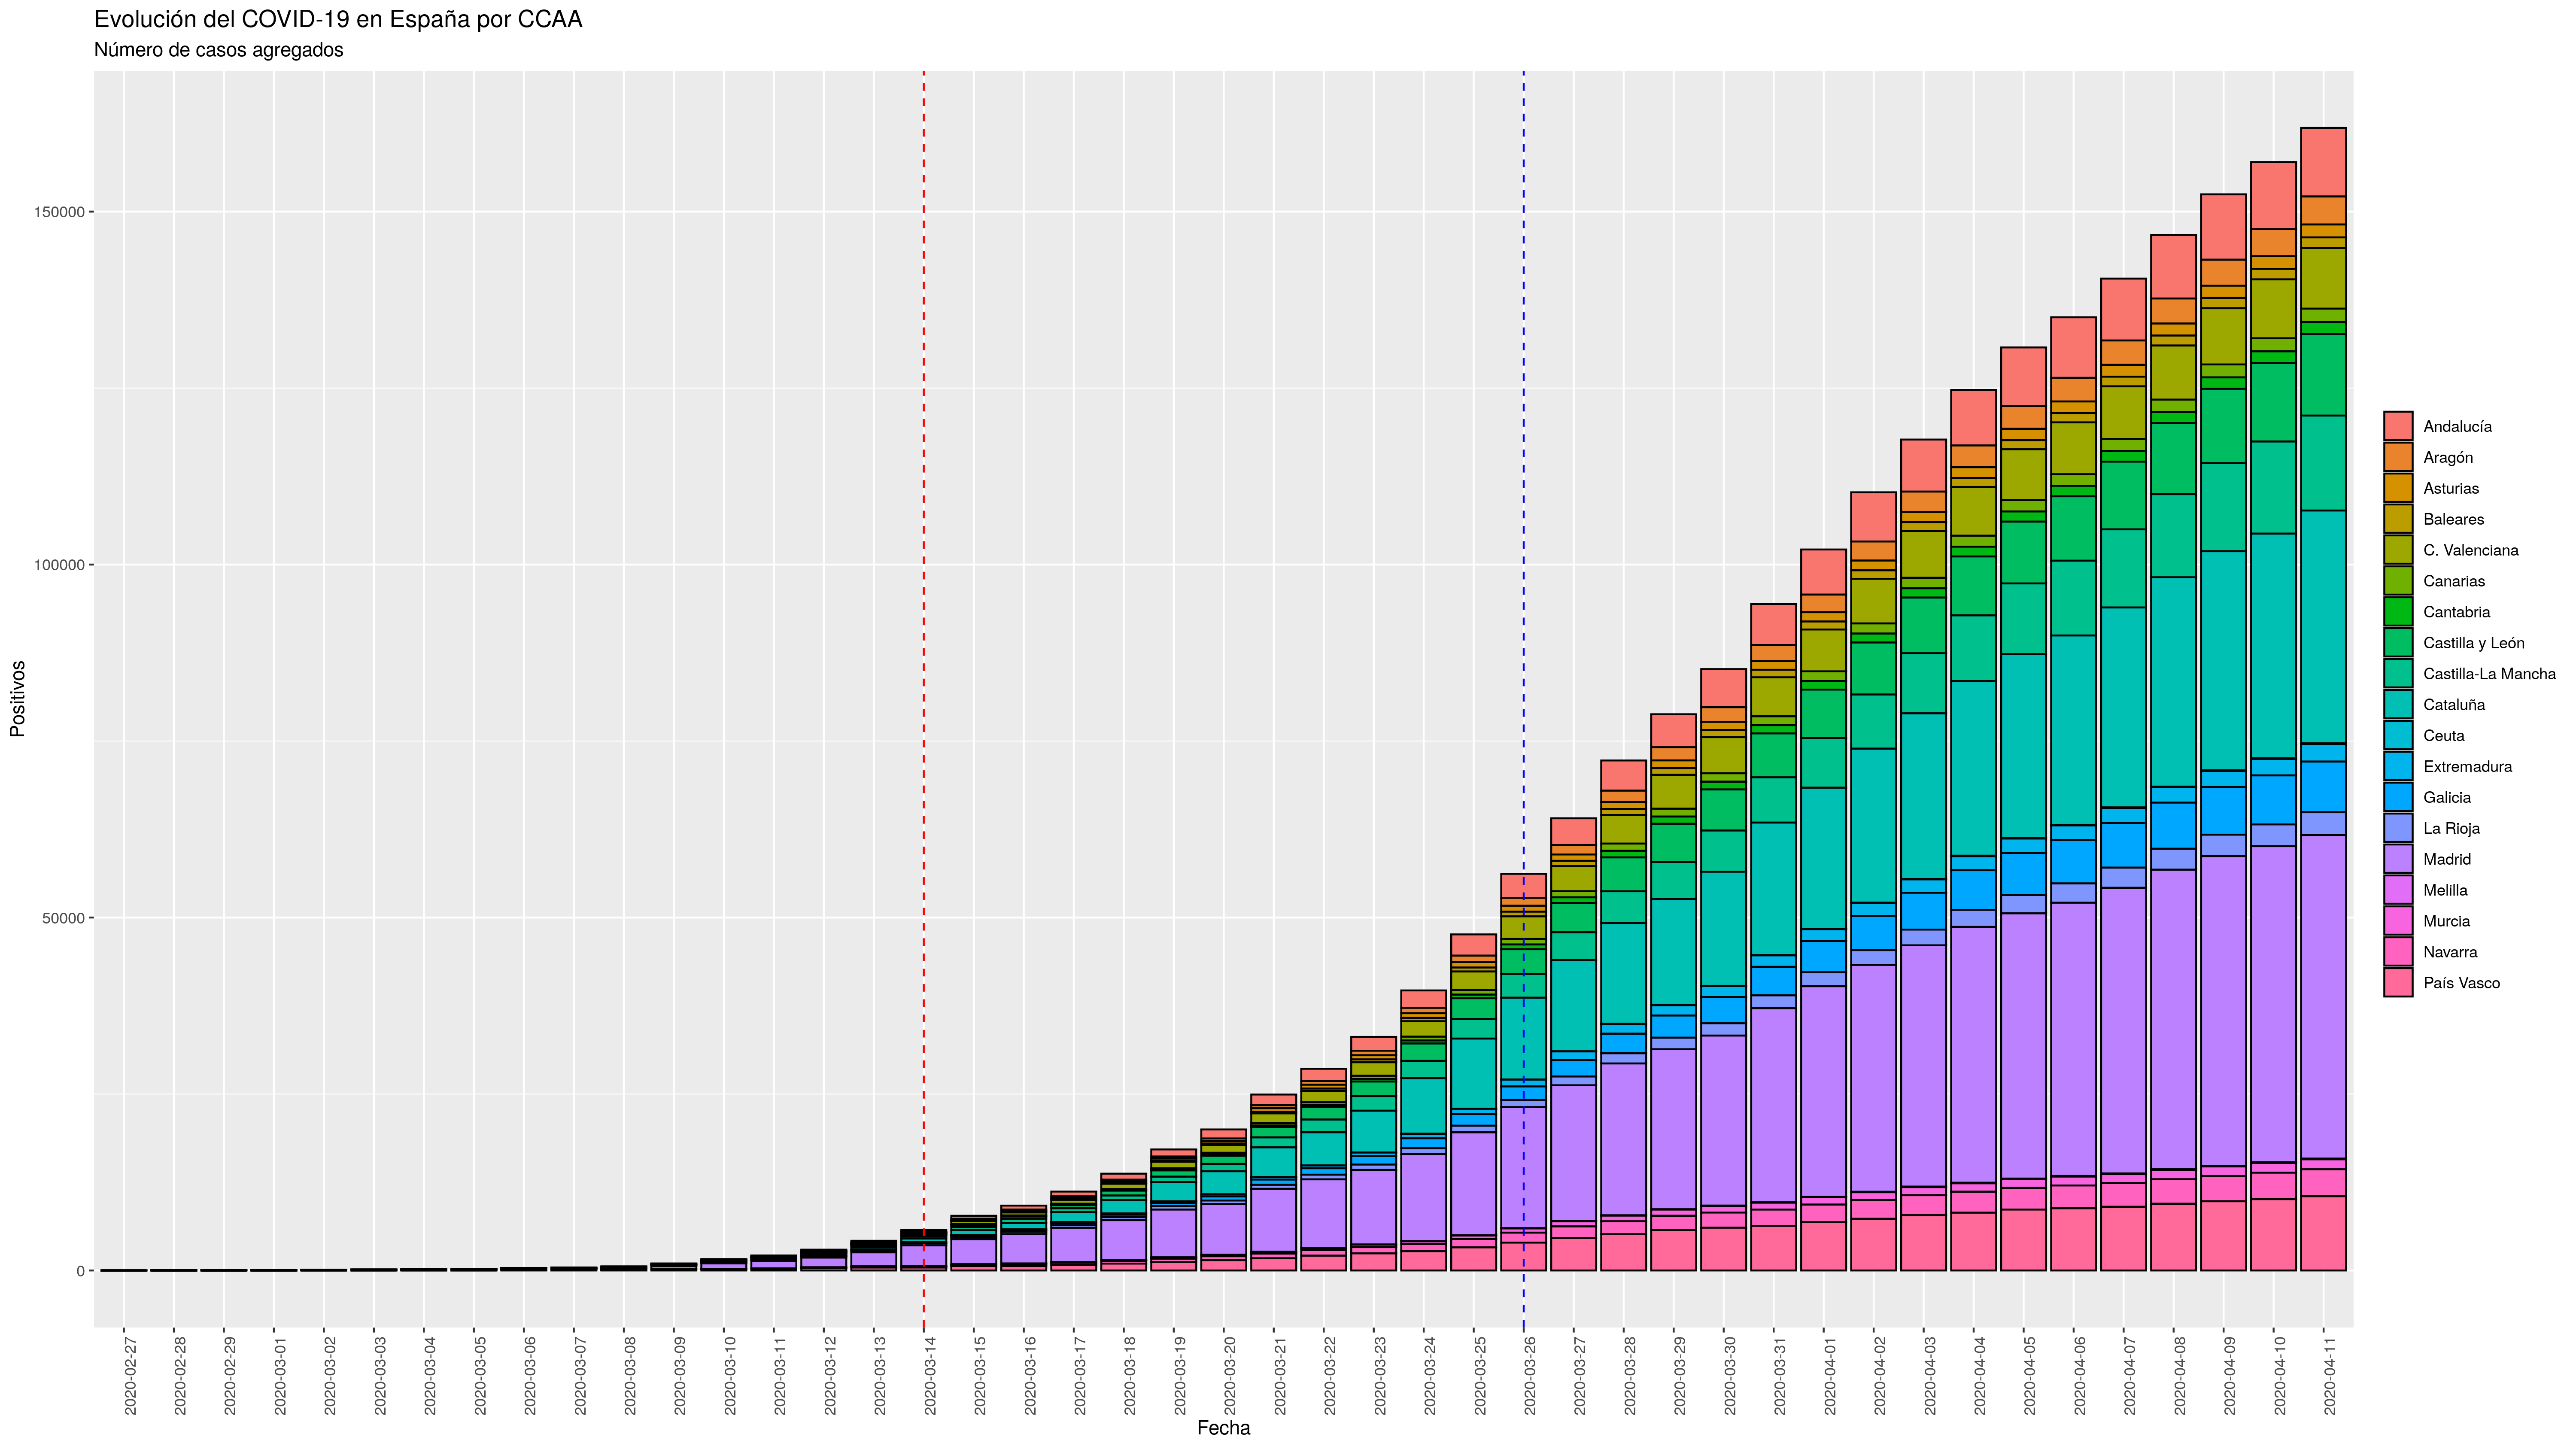 Evolución del COVID-19 en España por CCAA
Número de casos agregados
Positivos
150000
100000
50000
0
2020-02-27
2020-02-28
2020-02-29
2020-03-01
2020-03-02
2020-03-03
2020-03-04
2020-03-05
2020-03-06
2020-03-07
2020-03-08
2020-03-09
2020-03-10
2020-03-11
2020-03-12
2020-03-13
2020-03-14
2020-03-15
2020-03-16
2020-03-17
2020-03-18
2020-03-19
2020-03-20
2020-03-21
2020-03-22
2020-03-23
2020-03-24
2020-03-25
2020-03-26
2020-03-27
2020-03-28
2020-03-29
2020-03-30
2020-03-31
2020-04-01
2020-04-02
2020-04-03
2020-04-04
2020-04-05
2020-04-06
2020-04-07
2020-04-08
2020-04-09
2020-04-10
2020-04-11
Fecha
Andalucía
Aragón
Asturias
Baleares
C. Valenciana
Canarias
Cantabria
Castilla y León
Castilla-La Mancha
Cataluña
Ceuta
Extremadura
Galicia
La Rioja
Madrid
Melilla
Murcia
Navarra
País Vasco